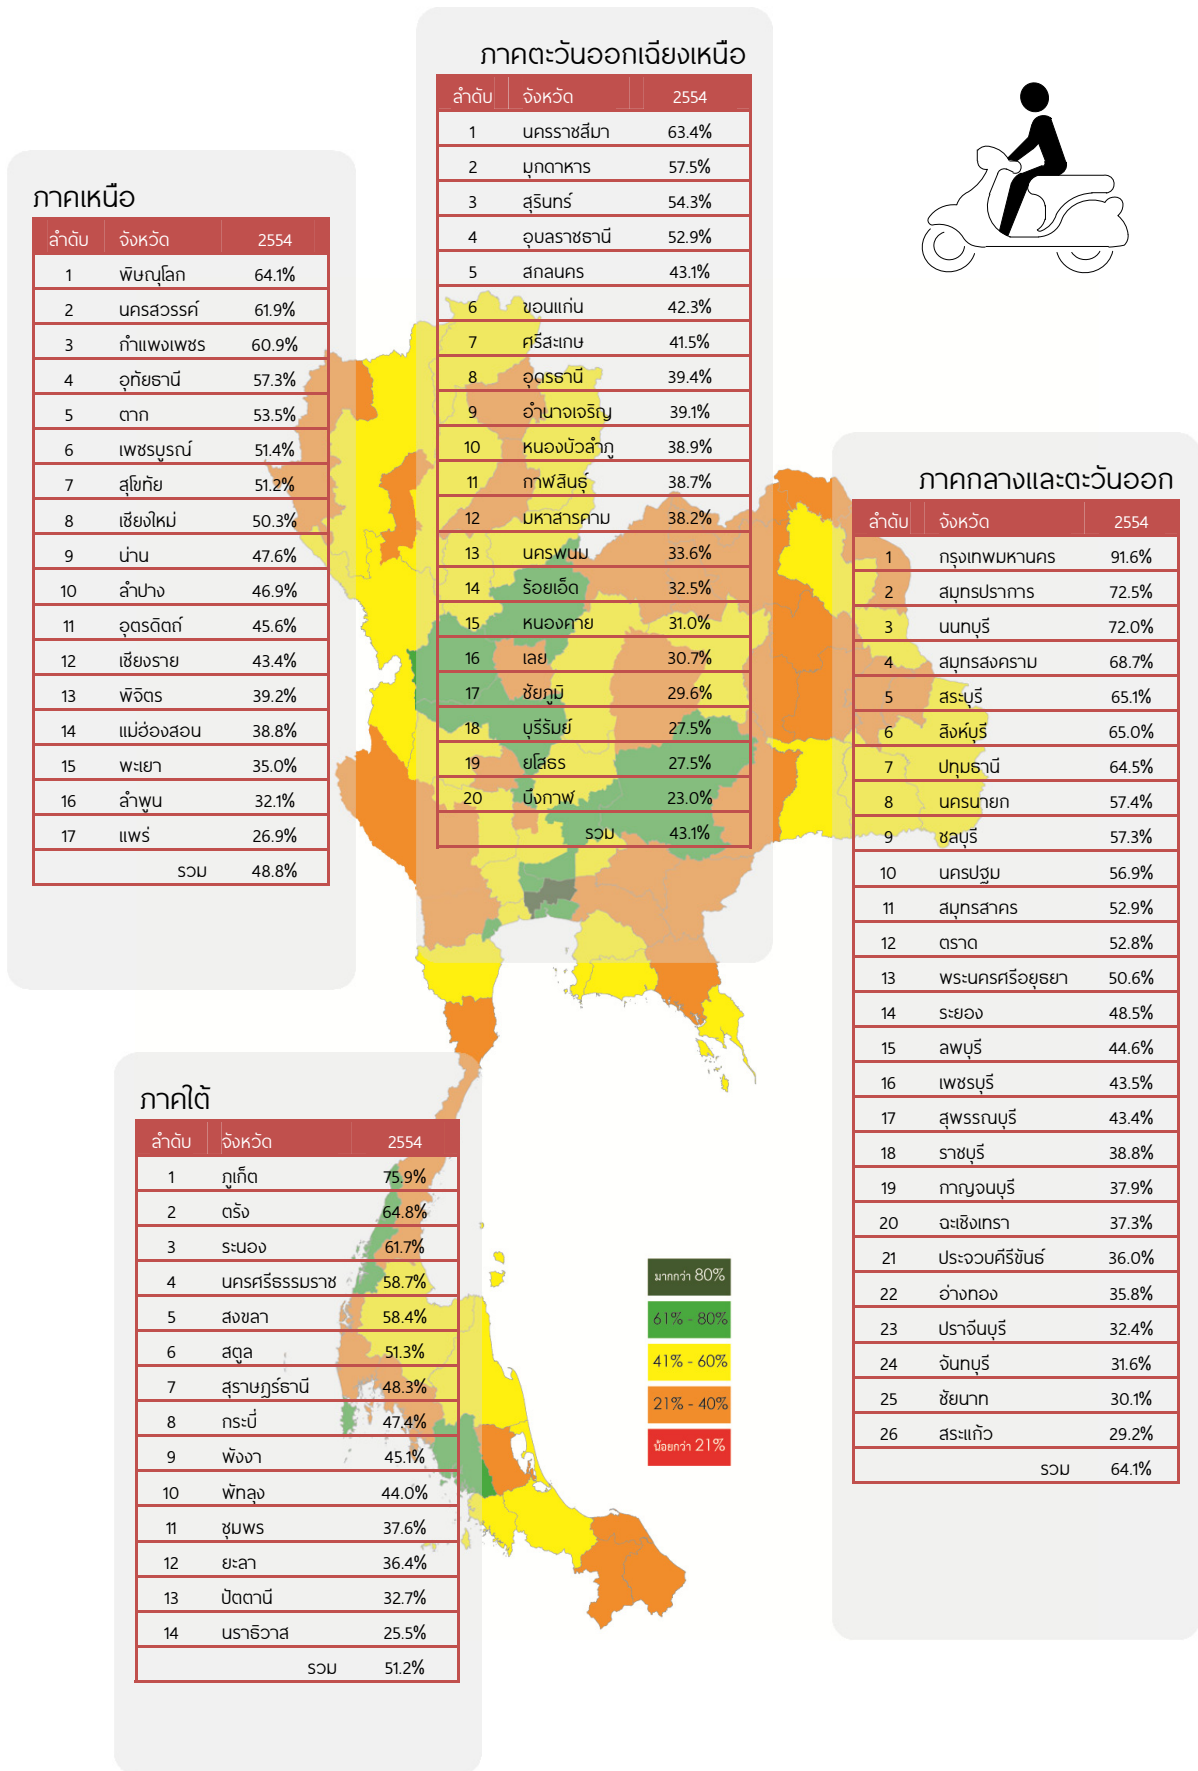 ภาคตะวันออกเฉียงเหนือ
ลำดับ จังหวัด 2554
1 นครราชสีมา 63.4%
2 มุกดาหาร 57.5%
3 สุรินทร์ 54.3%
4 อุบลราชธานี 52.9%
5 สกลนคร 43.1%
6 ขอนแก่น 42.3%
7 ศรีสะเกษ 41.5%
8 อุดรธานี 39.4%
9 อำนาจเจริญ 39.1%
10 หนองบัวลำภู 38.9%
11 กาฬสินธุ์ 38.7%
12 มหาสารคาม 38.2%
13 นครพนม 33.6%
14 ร้อยเอ็ด 32.5%
15 หนองคาย 31.0%
16 เลย 30.7%
17 ชัยภูมิ 29.6%
18 บุรีรัมย์ 27.5%
19 ยโสธร 27.5%
20 บึงกาฬ 23.0%
รวม 43.1%
ภาคเหนือ
ลำดับ จังหวัด 2554
1 พิษณุโลก 64.1%
2 นครสวรรค์ 61.9%
3 กำแพงเพชร 60.9%
4 อุทัยธานี 57.3%
5 ตาก 53.5%
6 เพชรบูรณ์ 51.4%
7 สุโขทัย 51.2%
8 เชียงใหม่ 50.3%
9 น่าน 47.6%
10 ลำปาง 46.9%
11 อุตรดิตถ์ 45.6%
12 เชียงราย 43.4%
13 พิจิตร 39.2%
14 แม่ฮ่องสอน 38.8%
15 พะเยา 35.0%
16 ลำพูน 32.1%
17 แพร่ 26.9%
รวม 48.8%
ภาคกลางและตะวันออก
ลำดับ จังหวัด 2554
1 กรุงเทพมหานคร 91.6%
2 สมุทรปราการ 72.5%
3 นนทบุรี 72.0%
4 สมุทรสงคราม 68.7%
5 สระบุรี 65.1%
6 สิงห์บุรี 65.0%
7 ปทุมธานี 64.5%
8 นครนายก 57.4%
9 ชลบุรี 57.3%
10 นครปฐม 56.9%
11 สมุทรสาคร 52.9%
12 ตราด 52.8%
13 พระนครศรีอยุธยา 50.6%
14 ระยอง 48.5%
15 ลพบุรี 44.6%
16 เพชรบุรี 43.5%
17 สุพรรณบุรี 43.4%
18 ราชบุรี 38.8%
19 กาญจนบุรี 37.9%
20 ฉะเชิงเทรา 37.3%
21 ประจวบคีรีขันธ์ 36.0%
22 อ่างทอง 35.8%
23 ปราจีนบุรี 32.4%
24 จันทบุรี 31.6%
25 ชัยนาท 30.1%
26 สระแก้ว 29.2%
รวม 64.1%
ภาคใต้
ลำดับ จังหวัด 2554
1 ภูเก็ต 75.9%
2 ตรัง 64.8%
3 ระนอง 61.7%
4 นครศรีธรรมราช 58.7%
5 สงขลา 58.4%
6 สตูล 51.3%
7 สุราษฎร์ธานี 48.3%
8 กระบี่ 47.4%
9 พังงา 45.1%
10 พัทลุง 44.0%
11 ชุมพร 37.6%
12 ยะลา 36.4%
13 ปัตตานี 32.7%
14 นราธิวาส 25.5%
รวม 51.2%
มากกว่า 80%
61% - 80%
41% - 60%
21% - 40%
น้อยกว่า 21%